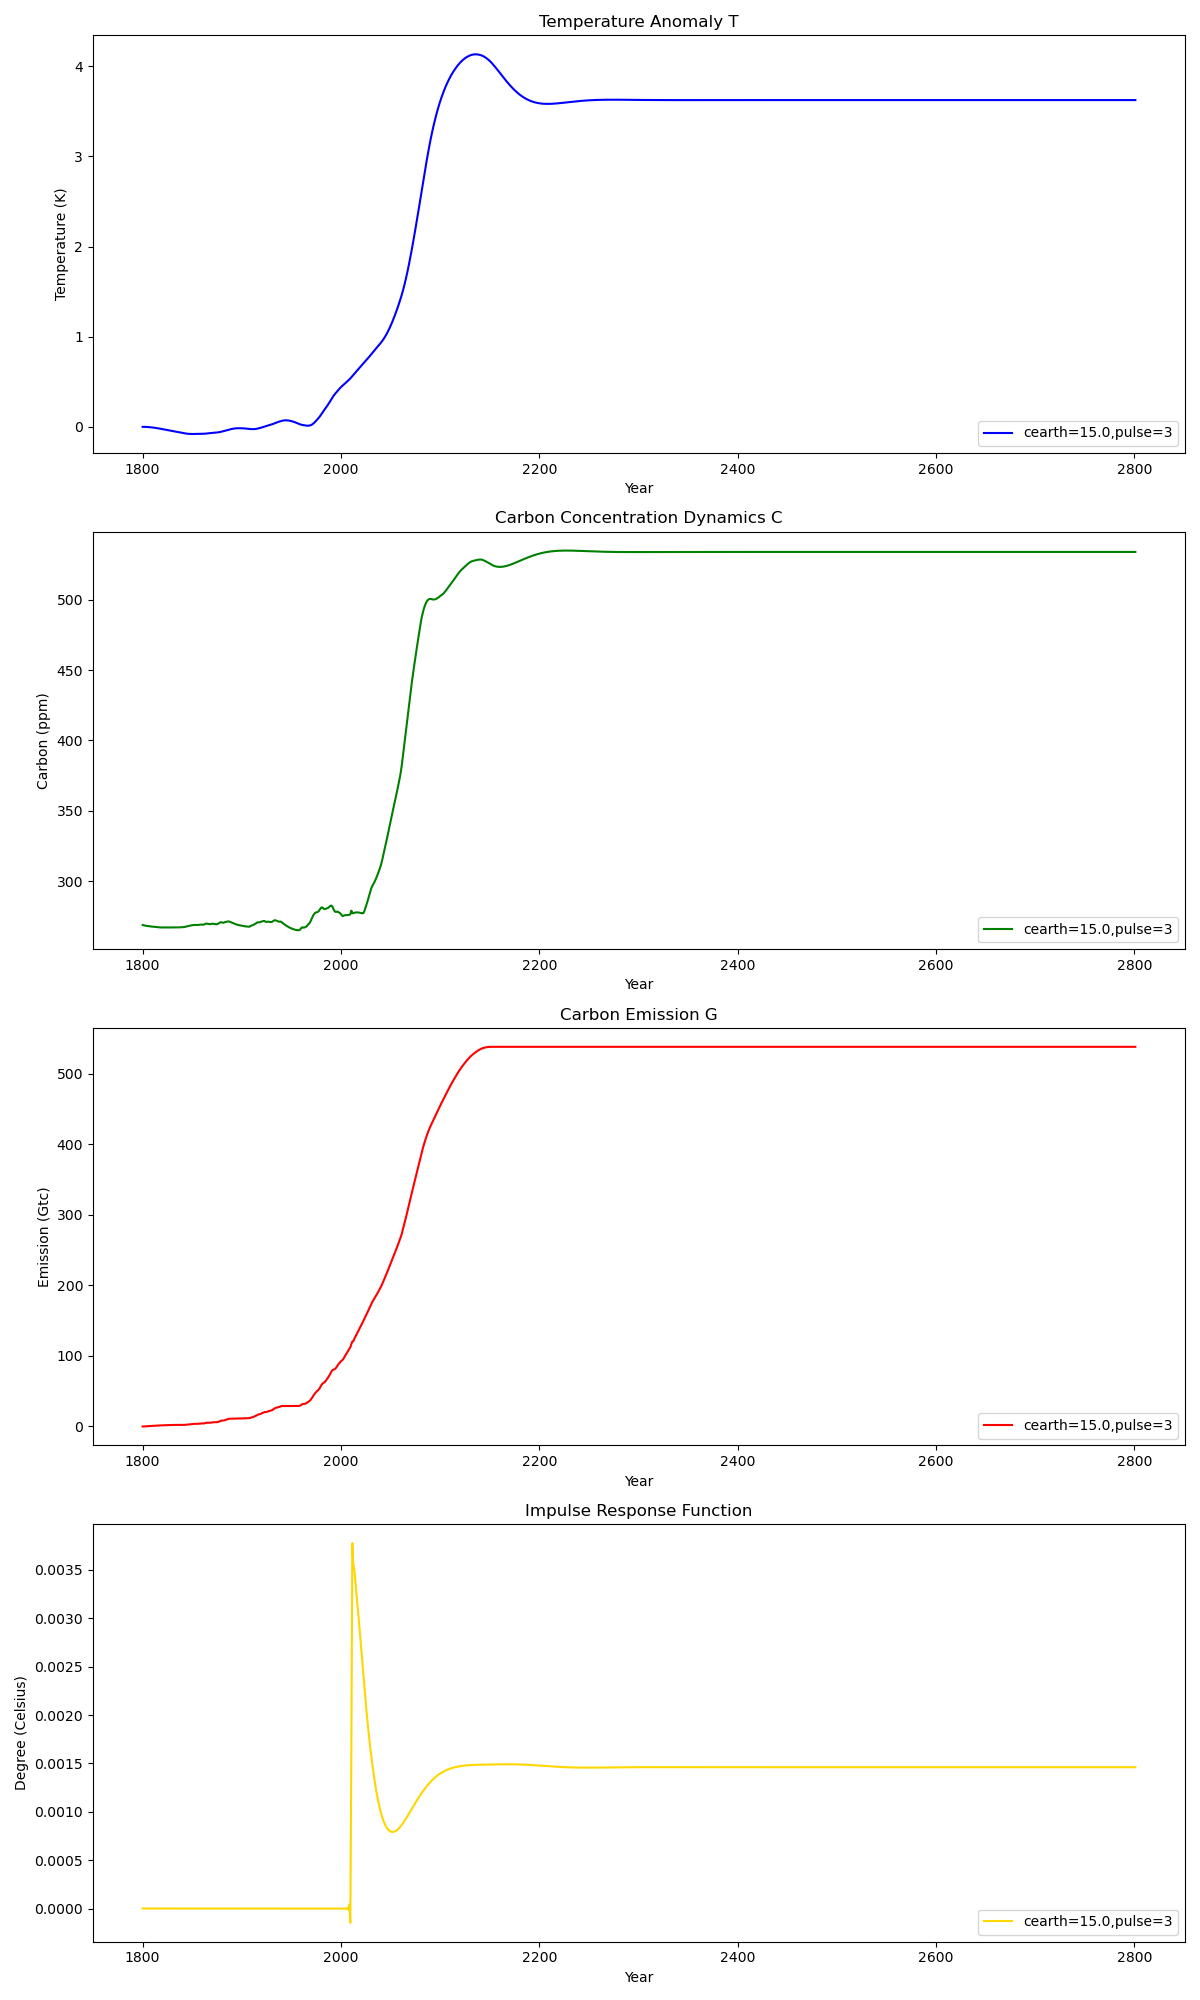 Temperature Anomaly T
4
3
2
1
0
Temperature (K)
cearth=15.0,pulse=3
1800 2000 2200 2400 2600 2800
Year
Carbon Concentration Dynamics C
500
450
400
350
300
Carbon (ppm)
cearth=15.0,pulse=3
1800 2000 2200 2400 2600 2800
Year
Carbon Emission G
500
400
300
200
100
0
Emission (Gtc)
cearth=15.0,pulse=3
1800 2000 2200 2400 2600 2800
Year
Impulse Response Function
0.0035
0.0030
0.0025
0.0020
0.0015
0.0010
0.0005
0.0000
Degree (Celsius)
cearth=15.0,pulse=3
1800 2000 2200 2400 2600 2800
Year